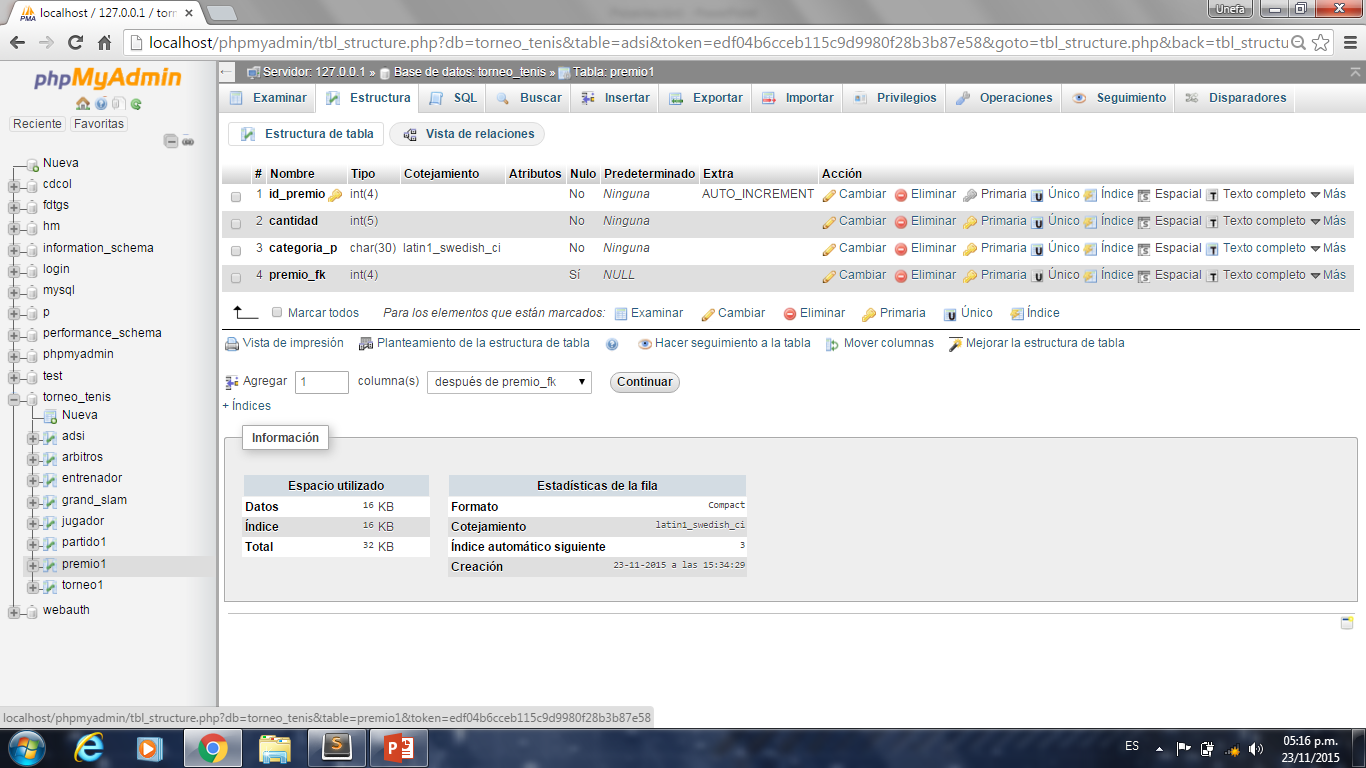 localhost / 127.0.0.1 / torn
Unefa
localhost/phpmyadmin/tbl_structure.php?db=torneo_tenis&table=adsi&token=edf04b6cceb115c9d9980f28b3b87e58&goto=tbl_structure.php&back=tbl_structu
phpMyAdmin
Reciente Favoritas
Nueva
cdcol
fdtgs
hm
information_schema
login
mysql
p
performance_schema
phpmyadmin
test
torneo_tenis
Nueva
adsi
arbitros
entrenador
grand_slam
jugador
partido1
premio1
torneo1
webauth
Servidor: 127.0.0.1 » Base de datos: torneo_tenis » Tabla: premio1
Examinar Estructura SQL Buscar Insertar Exportar Importar Privilegios Operaciones Seguimiento Disparadores
Estructura de tabla Vista de relaciones
# Nombre Tipo Cotejamiento Atributos Nulo Predeterminado Extra Acción
1 id_premio int(4) No Ninguna AUTO_INCREMENT Cambiar Eliminar Primaria Único Índice Espacial Texto completo Más
2 cantidad int(5) No Ninguna Cambiar Eliminar Primaria Único Índice Espacial Texto completo Más
3 categoria_p char(30) latin1_swedish_ci No Ninguna Cambiar Eliminar Primaria Único Índice Espacial Texto completo Más
4 premio_fk int(4) Sí NULL Cambiar Eliminar Primaria Único Índice Espacial Texto completo Más
Marcar todos Para los elementos que están marcados: Examinar Cambiar Eliminar Primaria Único Índice
Vista de impresión Planteamiento de la estructura de tabla Hacer seguimiento a la tabla Mover columnas Mejorar la estructura de tabla
Agregar 1 columna(s) después de premio_fk Continuar
+ Índices
Información
Espacio utilizado
Datos 16 KB
Índice 16 KB
Total 32 KB
Estadísticas de la fila
Formato Compact
Cotejamiento latin1_swedish_ci
Índice automático siguiente 3
Creación 23-11-2015 a las 15:34:29
localhost/phpmyadmin/tbl_structure.php?db=torneo_tenis&table=premio1&token=edf04b6cceb115c9d9980f28b3b87e58
ES
05:16 p.m.
23/11/2015